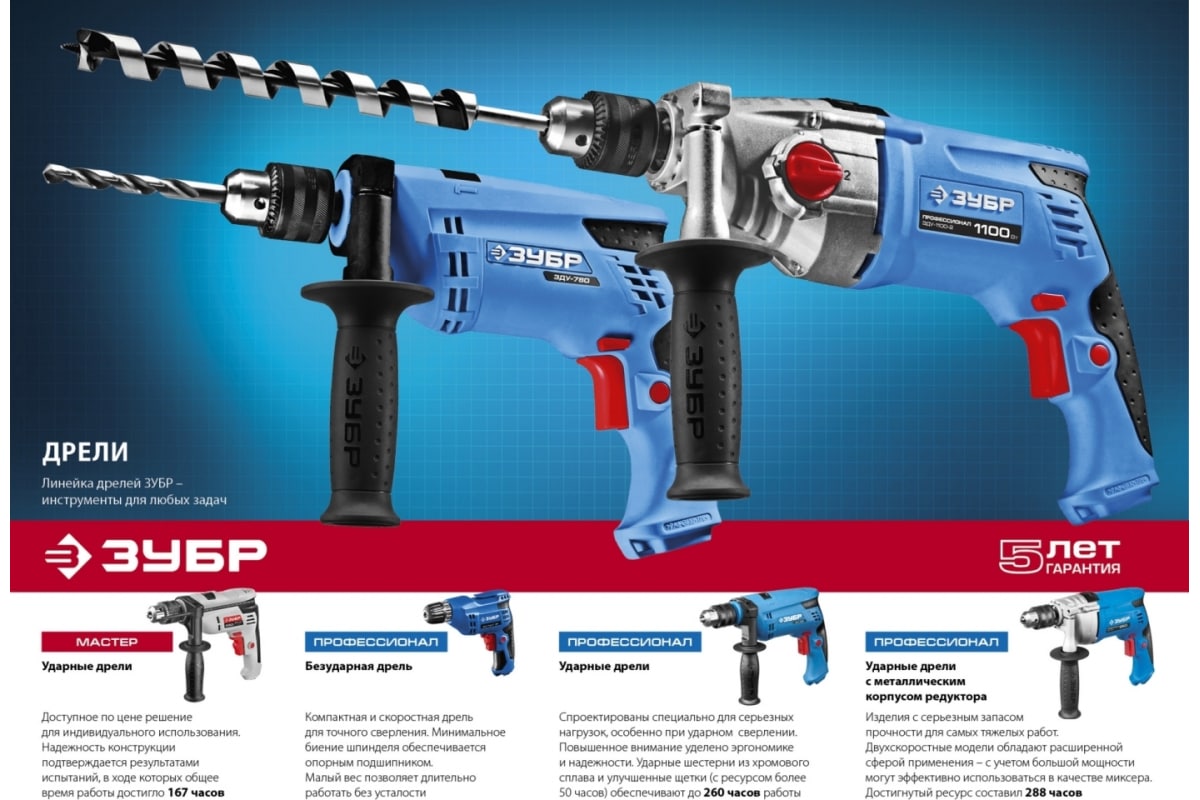 ЗУБР
ПРОФЕССИОНАЛ
ЗДУ-1100-2
1100 Вт
2
ЗУБР
ЗДУ-780
ЗУБР
ЗУБР
ДРЕЛИ
Линейка дрелей ЗУБР –
инструменты для любых задач
ЗУБР
5 лет
ГАРАНТИЯ
МАСТЕР
Ударные дрели
Доступное по цене решение
для индивидуального использования.
Надежность конструкции
подтверждается результатами
испытаний, в ходе которых общее
время работы достигло 167 часов
ПРОФЕССИОНАЛ
Безударная дрель
Компактная и скоростная дрель
для точного сверления. Минимальное
биение шпинделя обеспечивается
опорным подшипником.
Малый вес позволяет длительно
работать без усталости
ПРОФЕССИОНАЛ
Ударные дрели
Спроектированы специально для серьезных
нагрузок, особенно при ударном сверлении.
Повышенное внимание уделено эргономике
и надежности. Ударные шестерни из хромового
сплава и улучшенные щетки (с ресурсом более
50 часов) обеспечивают до 260 часов работы
ПРОФЕССИОНАЛ
Ударные дрели
с металлическим
корпусом редуктора
Изделия с серьезным запасом
прочности для самых тяжелых работ.
Двухскоростные модели обладают расширенной
сферой применения – с учетом большой мощности
могут эффективно использоваться в качестве миксера.
Достигнутый ресурс составил 288 часов